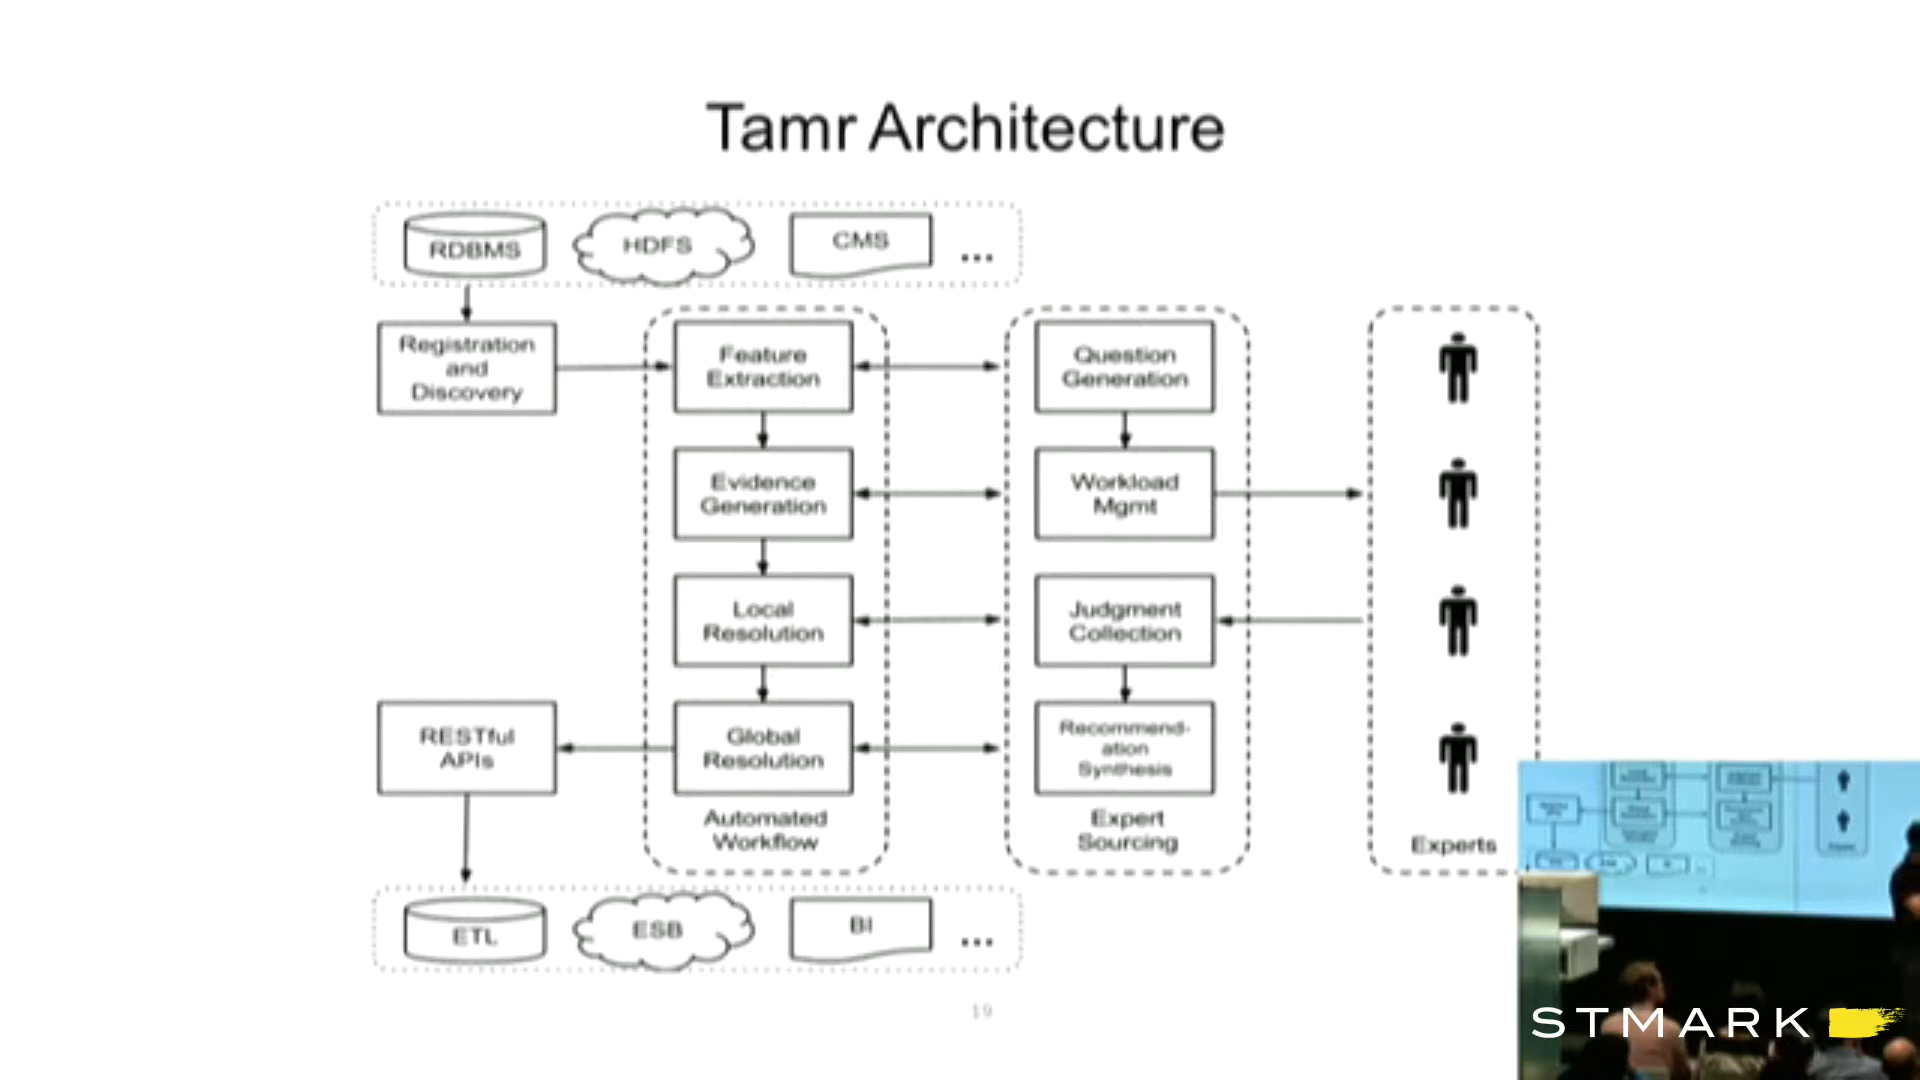 Tamr Architecture
RDBMS
HDFS
CMS
...
Registration
and
Discovery
Feature
Extraction
Question
Generation
Evidence
Generation
Workload
Mgmt
Local
Resolution
Judgment
Collection
RESTful
APIs
Global
Resolution
Recommend-
ation
Synthesis
Automated
Workflow
Expert
Sourcing
Experts
ETL
ESB
BI
...
19
STMARK